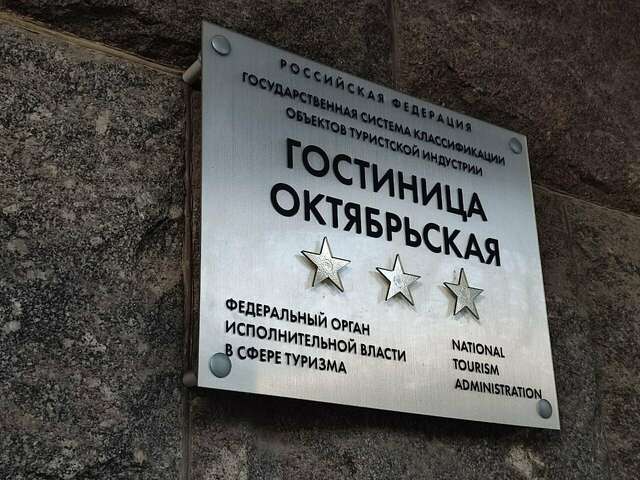 РОССИЙСКАЯ ФЕДЕРАЦИЯ
ГОСУДАРСТВЕННАЯ СИСТЕМА КЛАССИФИКАЦИИ
ОБЪЕКТОВ ТУРИСТСКОЙ ИНДУСТРИИ
ГОСТИНИЦА
ОКТЯБРЬСКАЯ
ФЕДЕРАЛЬНЫЙ ОРГАН
ИСПОЛНИТЕЛЬНОЙ ВЛАСТИ
В СФЕРЕ ТУРИЗМА
NATIONAL
TOURISM
ADMINISTRATION